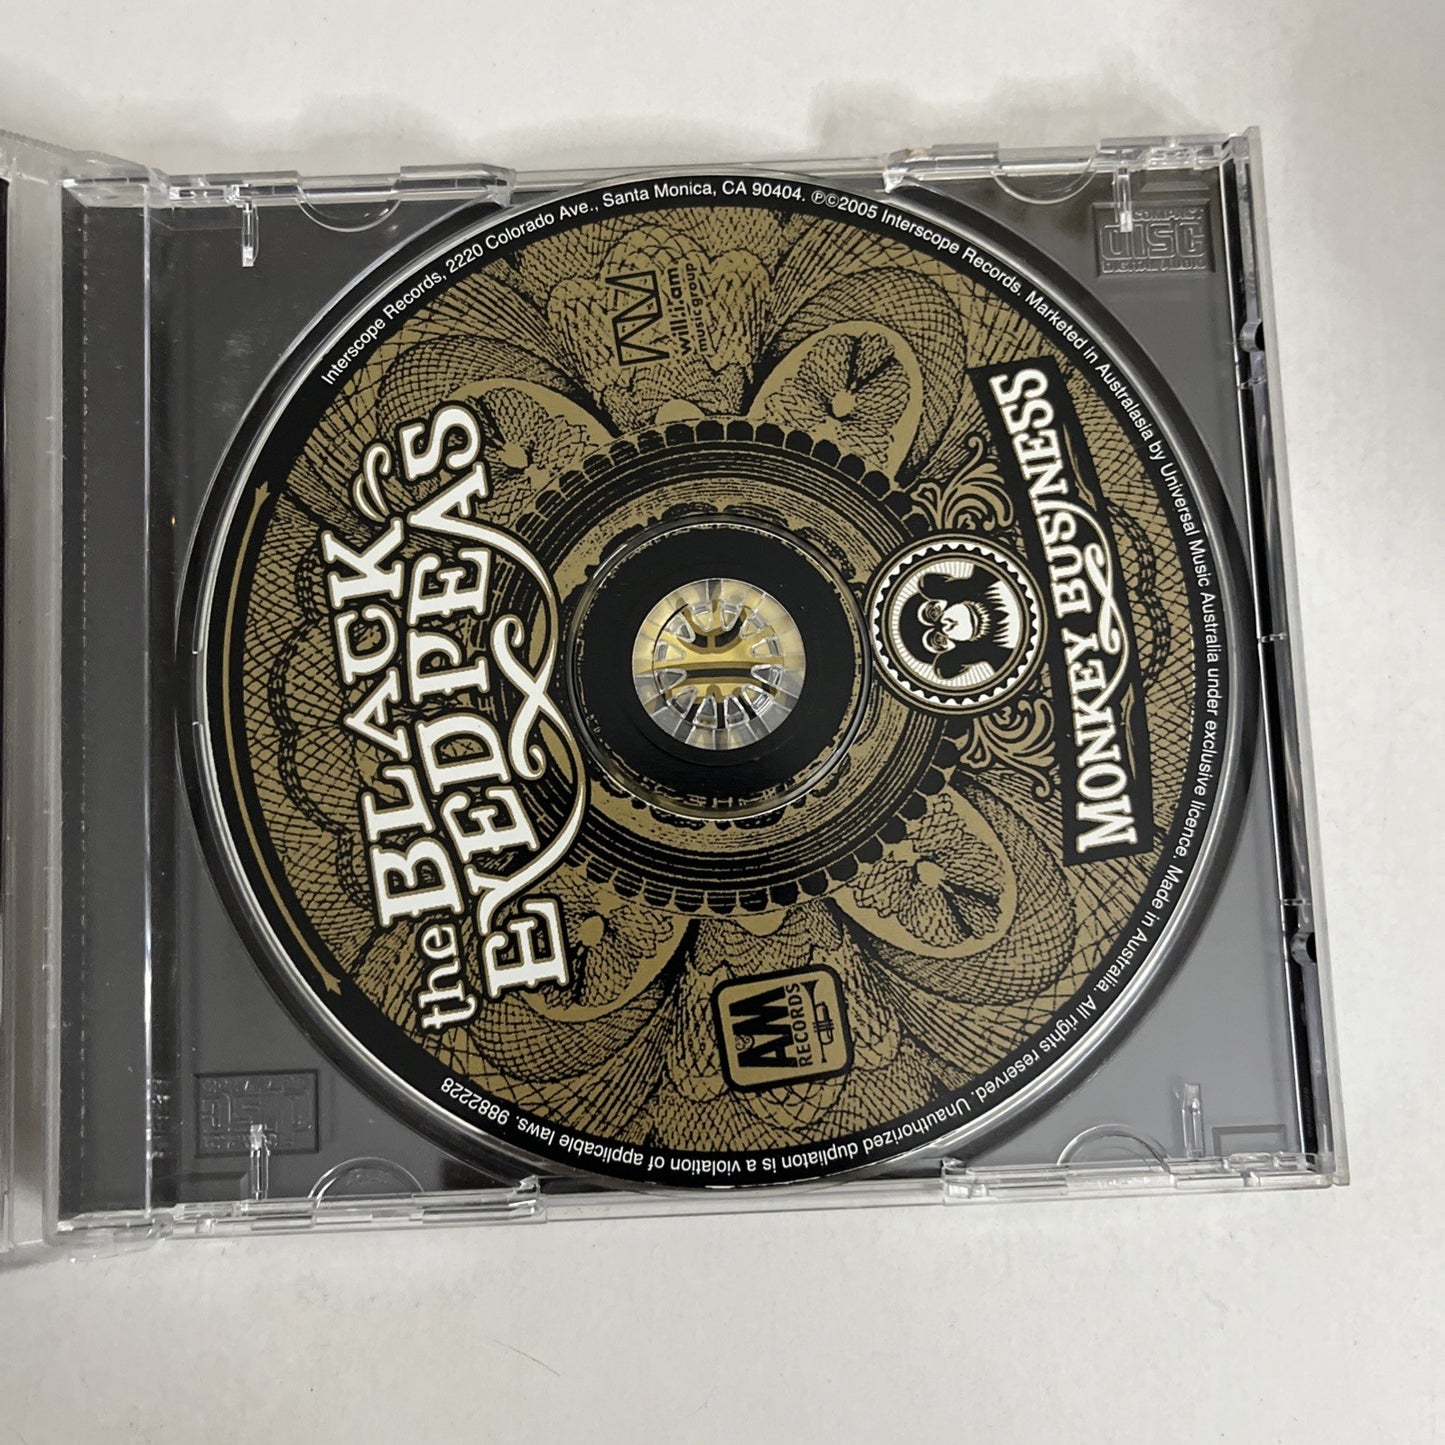 the BLACK
EYED PEAS
MONKEY BUSINESS
will.i.am
music group
A&M
RECORDS
Interscope Records, 2220 Colorado Ave., Santa Monica, CA 90404. ℗©2005 Interscope Records. Marketed in Australasia by Universal Music Australia under exclusive licence. Made in Australia. All rights reserved. Unauthorized dupliaton is a violation of applicable laws. 9882228
COMPACT
disc
DIGITAL AUDIO